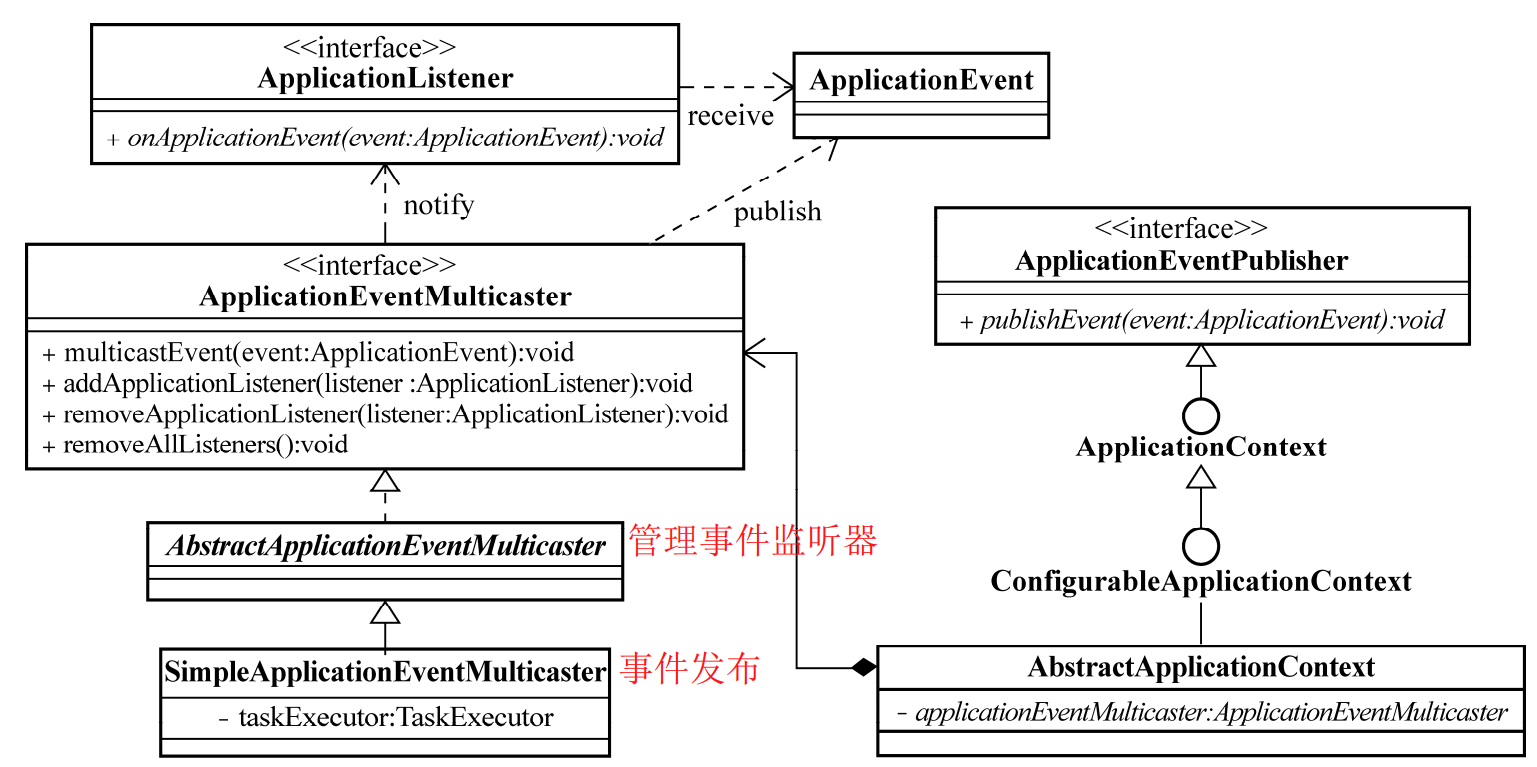 <<interface>>
ApplicationListener
+ onApplicationEvent(event:ApplicationEvent):void
receive
ApplicationEvent
notify
publish
<<interface>>
ApplicationEventMulticaster
+ multicastEvent(event:ApplicationEvent):void
+ addApplicationListener(listener :ApplicationListener):void
+ removeApplicationListener(listener:ApplicationListener):void
+ removeAllListeners():void
<<interface>>
ApplicationEventPublisher
+ publishEvent(event:ApplicationEvent):void
ApplicationContext
ConfigurableApplicationContext
AbstractApplicationEventMulticaster
管理事件监听器
SimpleApplicationEventMulticaster
事件发布
- taskExecutor:TaskExecutor
AbstractApplicationContext
- applicationEventMulticaster:ApplicationEventMulticaster